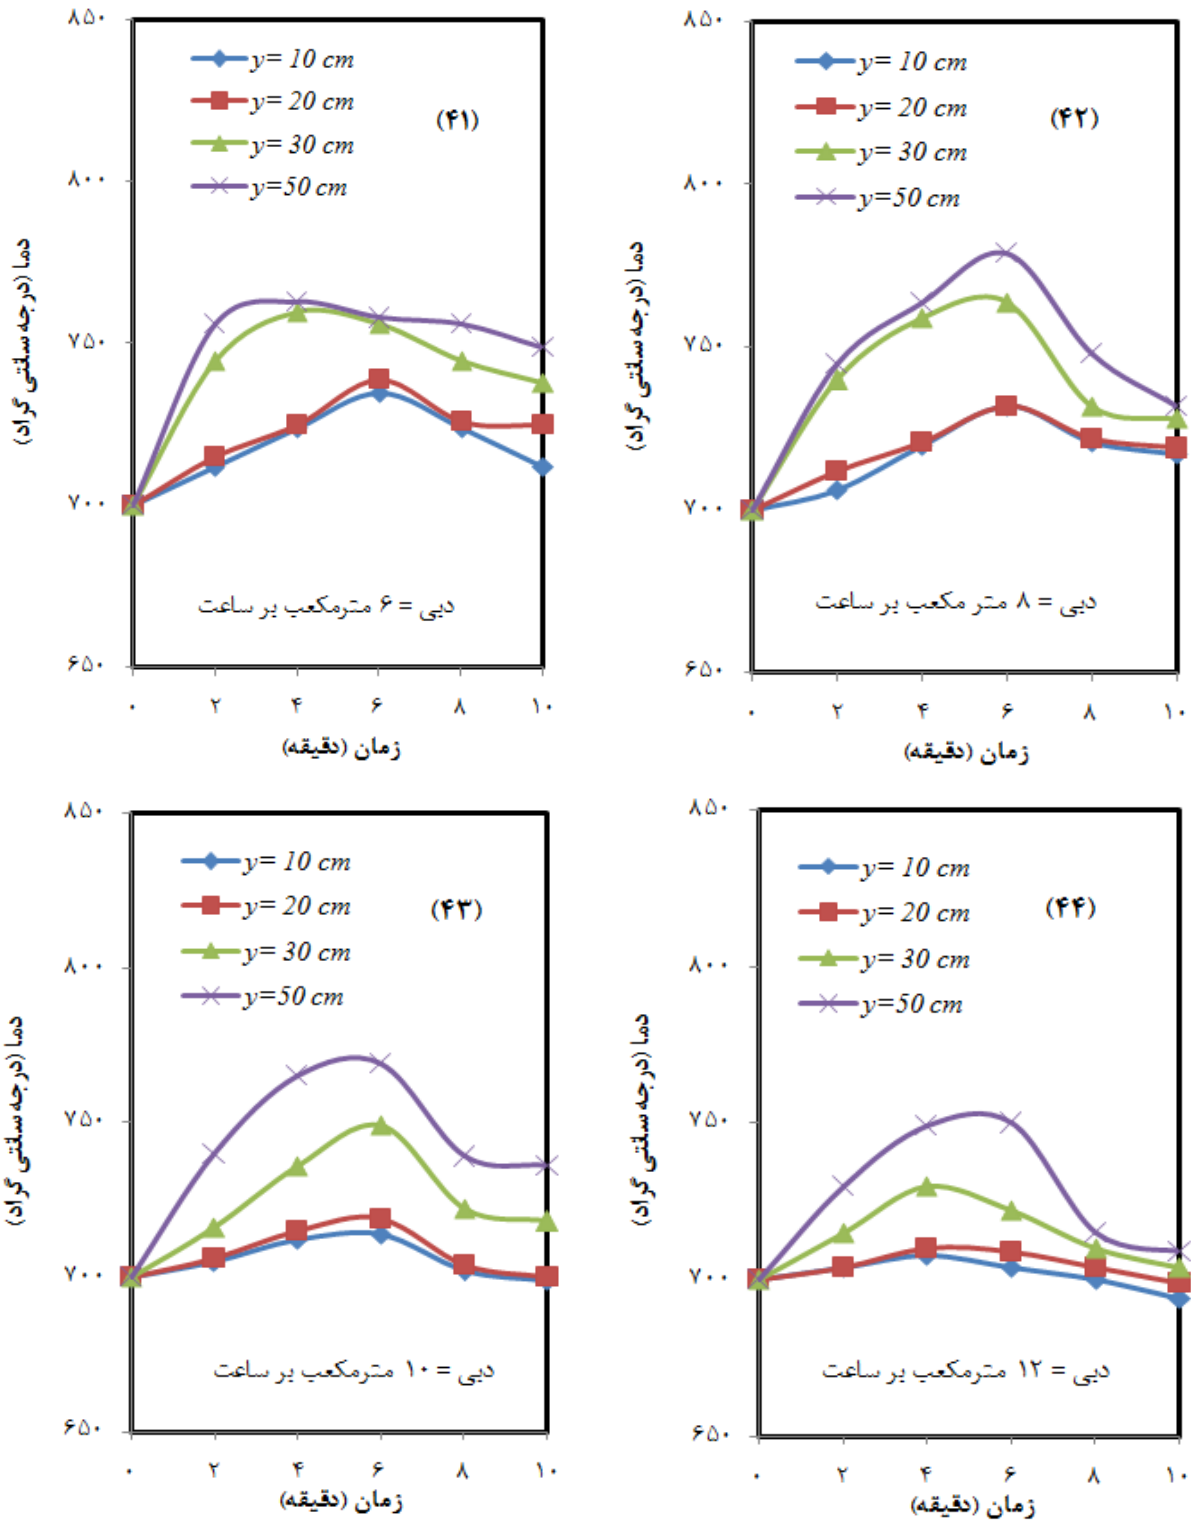 ۸۵۰
y= 10 cm
y= 20 cm
y= 30 cm
y=50 cm
(۴۱)
۸۰۰
۷۵۰
۷۰۰
۶۵۰
دما (درجه سلنتی گراد)
دبی = ۶ مترمکعب بر ساعت
۰ ۲ ۴ ۶ ۸ ۱۰
زمان (دقیقه)
۸۵۰
y= 10 cm
y= 20 cm
y= 30 cm
y=50 cm
(۴۲)
۸۰۰
۷۵۰
۷۰۰
۶۵۰
دما (درجه سلنتی گراد)
دبی = ۸ متر مکعب بر ساعت
۰ ۲ ۴ ۶ ۸ ۱۰
زمان (دقیقه)
۸۵۰
y= 10 cm
y= 20 cm
y= 30 cm
y=50 cm
(۴۳)
۸۰۰
۷۵۰
۷۰۰
۶۵۰
دما (درجه سلنتی گراد)
دبی = ۱۰ مترمکعب بر ساعت
۰ ۲ ۴ ۶ ۸ ۱۰
زمان (دقیقه)
۸۵۰
y= 10 cm
y= 20 cm
y= 30 cm
y=50 cm
(۴۴)
۸۰۰
۷۵۰
۷۰۰
۶۵۰
دما (درجه سلنتی گراد)
دبی = ۱۲ مترمکعب بر ساعت
۰ ۲ ۴ ۶ ۸ ۱۰
زمان (دقیقه)